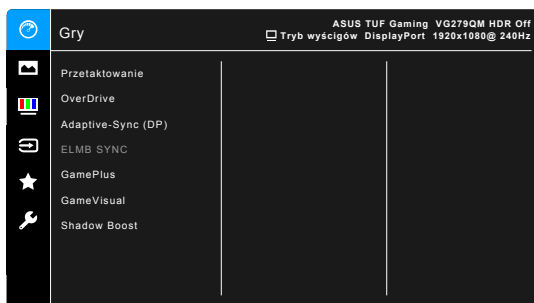 Gry
ASUS TUF Gaming VG279QM HDR Off
Tryb wyścigów DisplayPort 1920x1080@ 240Hz
Przetaktowanie
OverDrive
Adaptive-Sync (DP)
ELMB SYNC
GamePlus
GameVisual
Shadow Boost